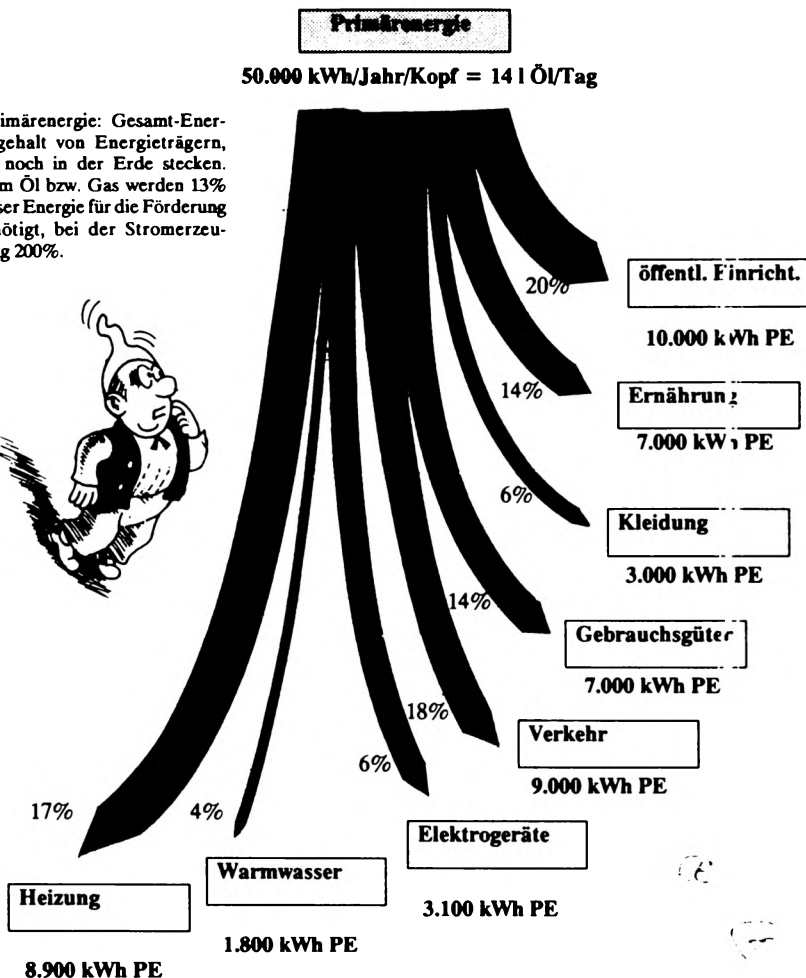 Primärenergie
50.000 kWh/Jahr/Kopf = 14 l Öl/Tag
imärenergie: Gesamt-Ener-
gehalt von Energieträgern,
noch in der Erde stecken.
m Öl bzw. Gas werden 13%
ser Energie für die Förderung
nötigt, bei der Stromerzeu-
g 200%.
20%
öffentl. Einricht.
10.000 kWh PE
14%
Ernährung
7.000 kWh PE
6%
Kleidung
3.000 kWh PE
14%
Gebrauchsgüter
7.000 kWh PE
18%
Verkehr
9.000 kWh PE
6%
Elektrogeräte
3.100 kWh PE
4%
Warmwasser
1.800 kWh PE
17%
Heizung
8.900 kWh PE